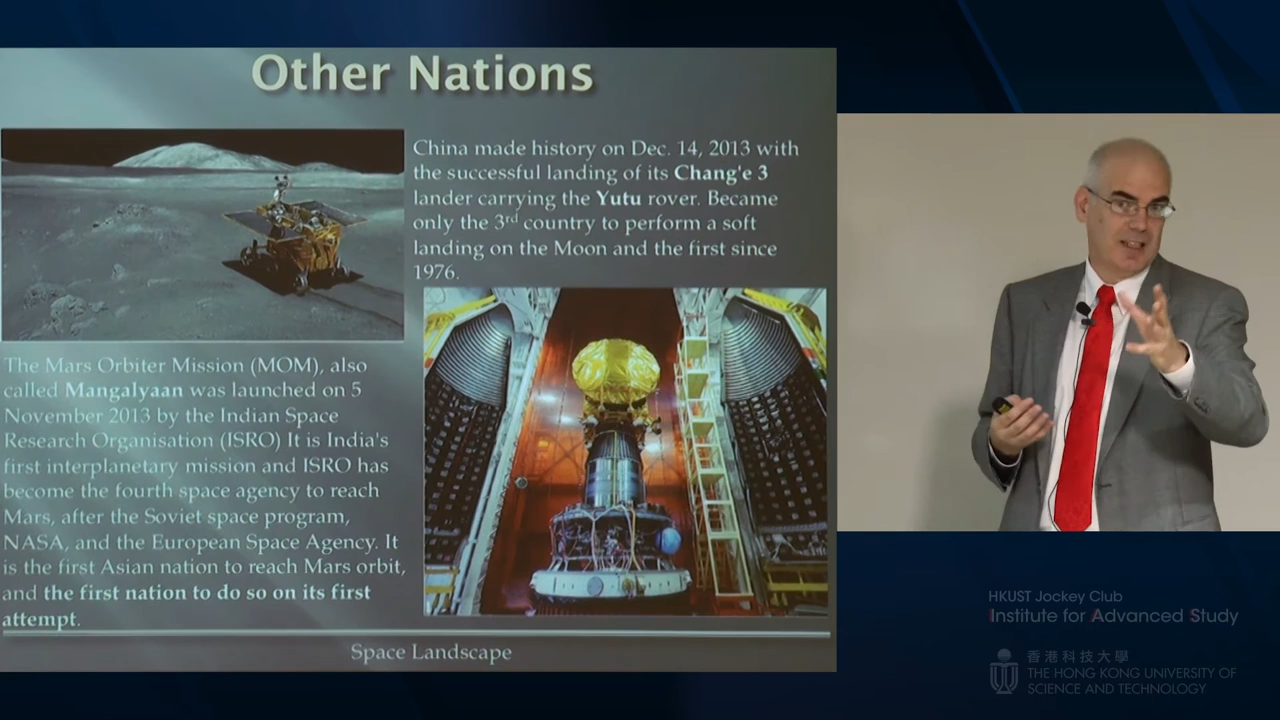 Other Nations
China made history on Dec. 14, 2013 with
the successful landing of its Chang'e 3
lander carrying the Yutu rover. Became
only the 3rd country to perform a soft
landing on the Moon and the first since
1976.
The Mars Orbiter Mission (MOM), also
called Mangalyaan was launched on 5
November 2013 by the Indian Space
Research Organisation (ISRO) It is India's
first interplanetary mission and ISRO has
become the fourth space agency to reach
Mars, after the Soviet space program,
NASA, and the European Space Agency. It
is the first Asian nation to reach Mars orbit,
and the first nation to do so on its first
attempt.
Space Landscape
HKUST Jockey Club
Institute for Advanced Study
香港科技大學
THE HONG KONG UNIVERSITY OF
SCIENCE AND TECHNOLOGY